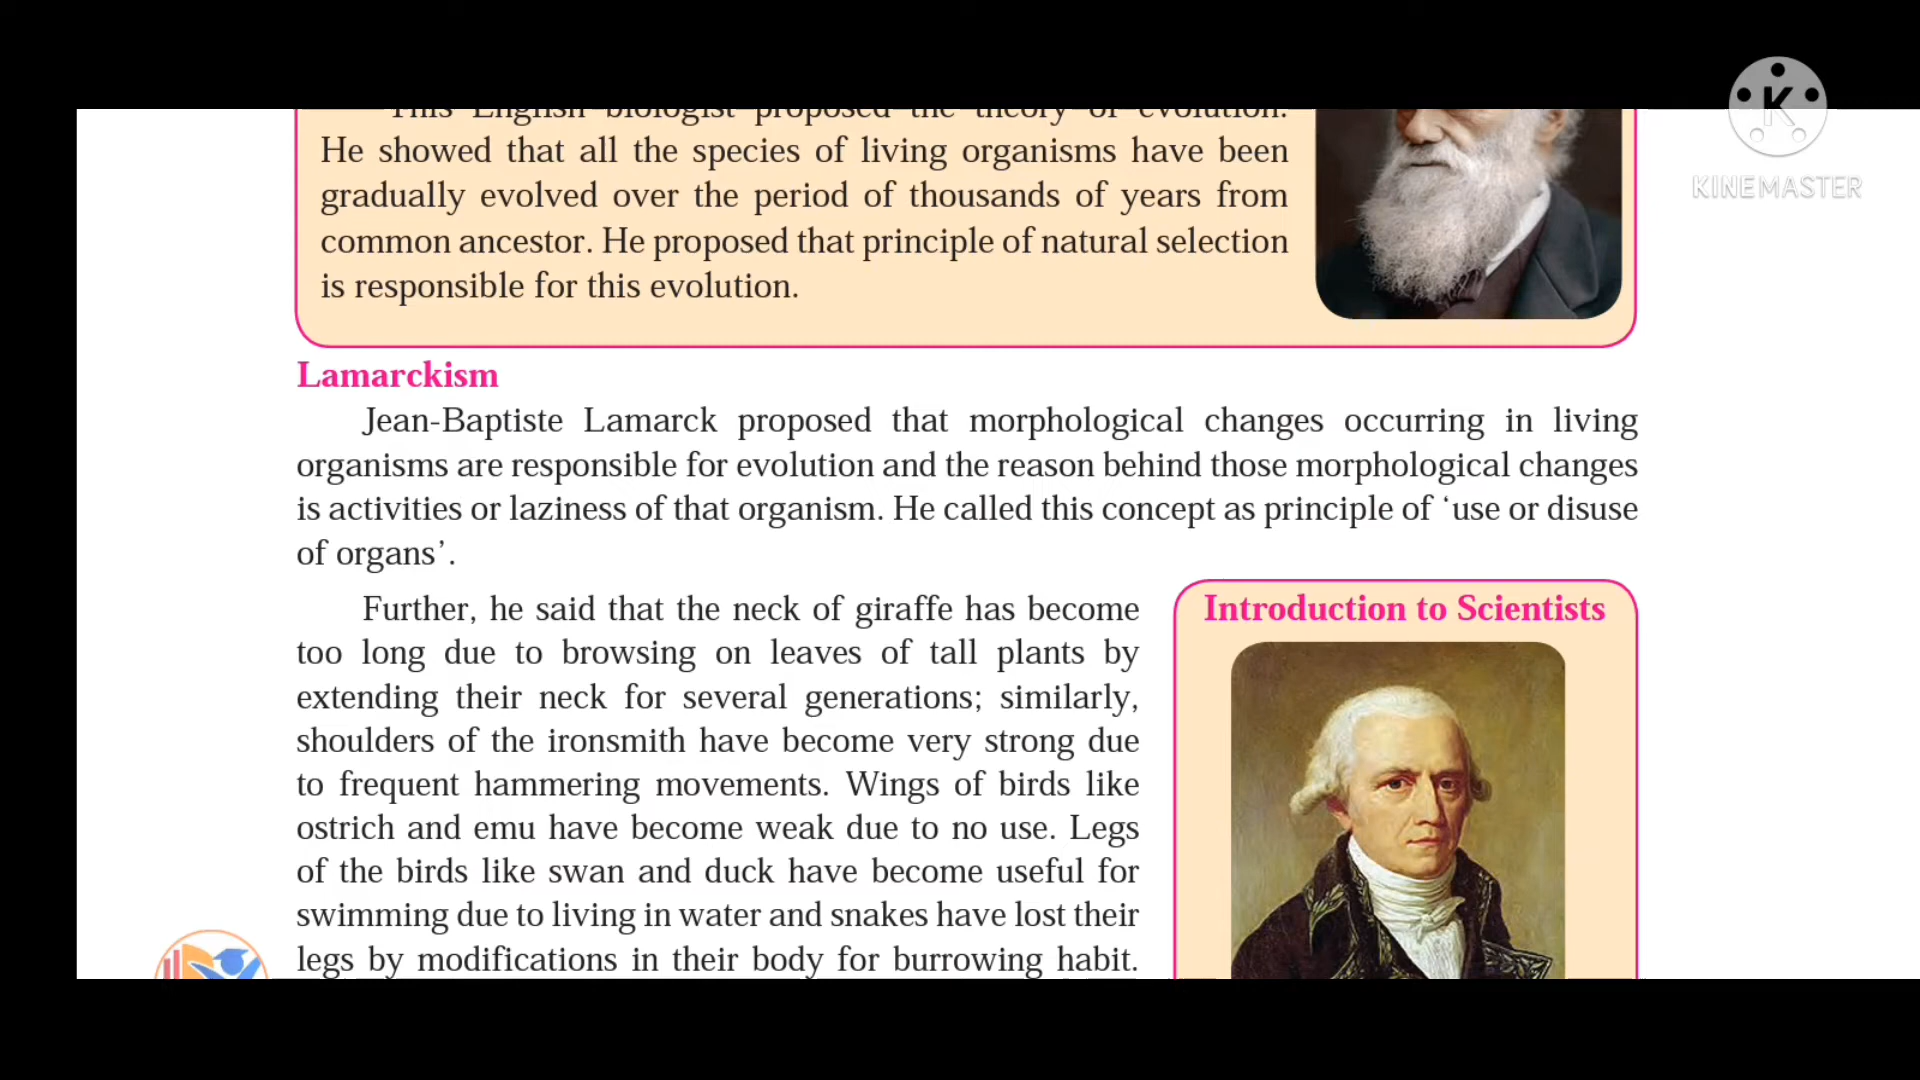 This English biologist proposed the theory of evolution.
He showed that all the species of living organisms have been
gradually evolved over the period of thousands of years from
common ancestor. He proposed that principle of natural selection
is responsible for this evolution.
K
KINEMASTER
Lamarckism
Jean-Baptiste Lamarck proposed that morphological changes occurring in living
organisms are responsible for evolution and the reason behind those morphological changes
is activities or laziness of that organism. He called this concept as principle of ‘use or disuse
of organs’.
Further, he said that the neck of giraffe has become
too long due to browsing on leaves of tall plants by
extending their neck for several generations; similarly,
shoulders of the ironsmith have become very strong due
to frequent hammering movements. Wings of birds like
ostrich and emu have become weak due to no use. Legs
of the birds like swan and duck have become useful for
swimming due to living in water and snakes have lost their
legs by modifications in their body for burrowing habit.
Introduction to Scientists